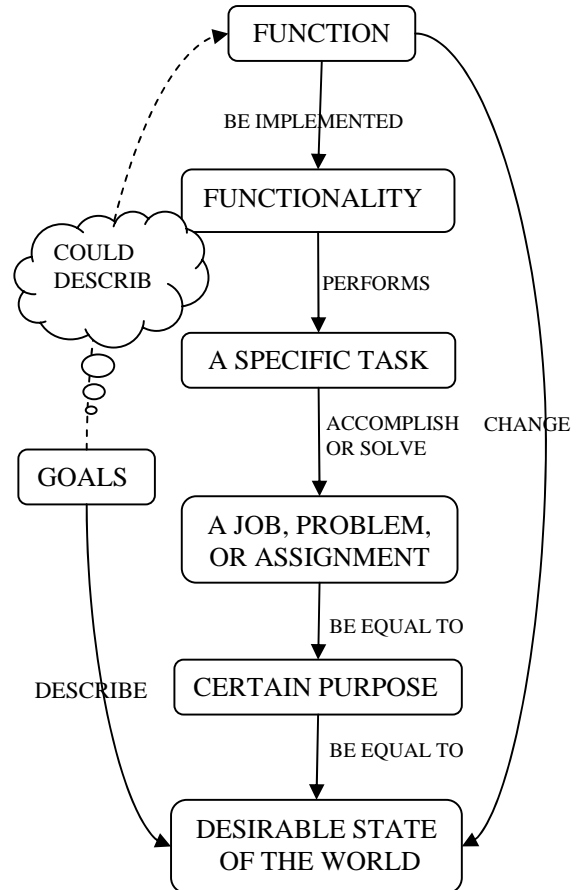 FUNCTION
BE IMPLEMENTED
FUNCTIONALITY
COULD
DESCRIB
PERFORMS
A SPECIFIC TASK
ACCOMPLISH
OR SOLVE
CHANGE
GOALS
A JOB, PROBLEM,
OR ASSIGNMENT
BE EQUAL TO
CERTAIN PURPOSE
DESCRIBE
BE EQUAL TO
DESIRABLE STATE
OF THE WORLD